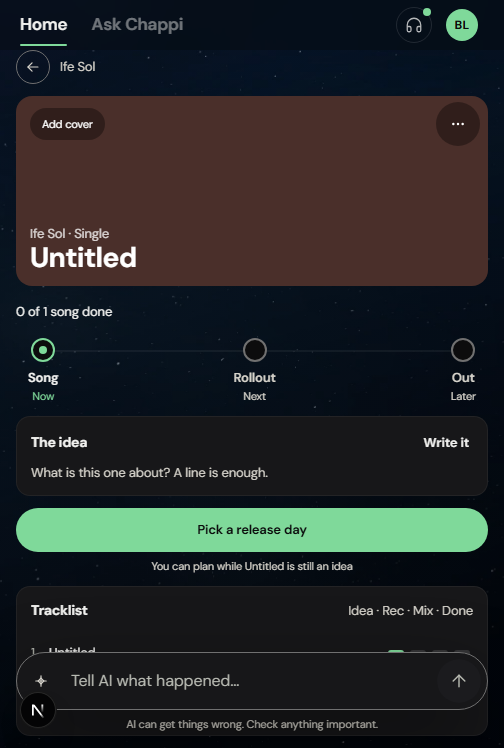 Home Ask Chappi BL
Ife Sol
Add cover
Ife Sol · Single
Untitled
0 of 1 song done
Song Rollout Out
Now Next Later
The idea Write it
What is this one about? A line is enough.
Pick a release day
You can plan while Untitled is still an idea
Tracklist Idea · Rec · Mix · Done
1 Untitled
Tell AI what happened...
N
AI can get things wrong. Check anything important.